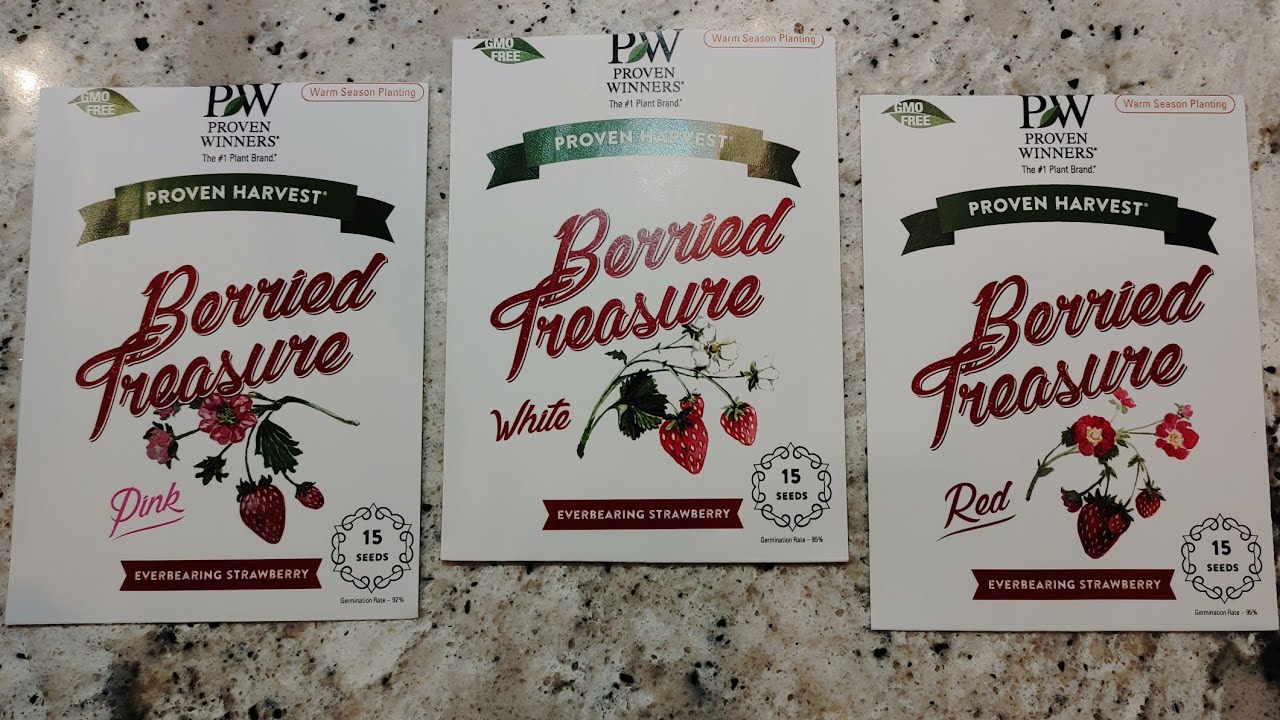 GMO
FREE
PW
PROVEN
WINNERS®
The #1 Plant Brand.™
Warm Season Planting
PROVEN HARVEST®
Berried
Treasure
Pink
15
SEEDS
EVERBEARING STRAWBERRY
Germination Rate – 92%
GMO
FREE
PW
PROVEN
WINNERS®
The #1 Plant Brand.™
Warm Season Planting
PROVEN HARVEST®
Berried
Treasure
White
15
SEEDS
EVERBEARING STRAWBERRY
Germination Rate – 95%
GMO
FREE
PW
PROVEN
WINNERS®
The #1 Plant Brand.™
Warm Season Planting
PROVEN HARVEST®
Berried
Treasure
Red
15
SEEDS
EVERBEARING STRAWBERRY
Germination Rate – 95%